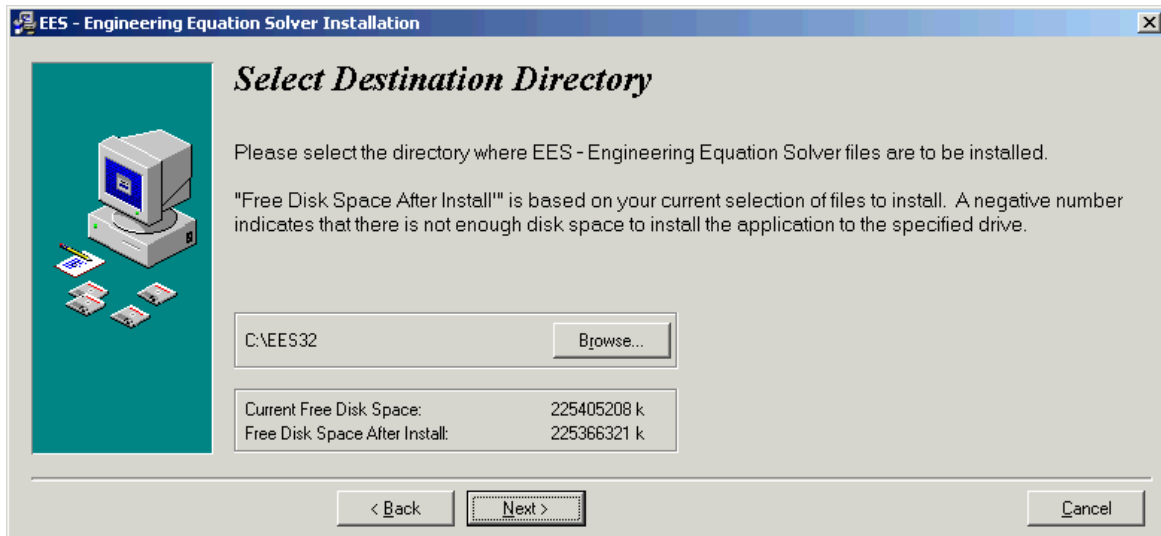 EES - Engineering Equation Solver Installation
Select Destination Directory
Please select the directory where EES - Engineering Equation Solver files are to be installed.
"Free Disk Space After Install'" is based on your current selection of files to install. A negative number
indicates that there is not enough disk space to install the application to the specified drive.
C:\EES32 Browse...
Current Free Disk Space: 225405208 k
Free Disk Space After Install: 225366321 k
< Back Next > Cancel